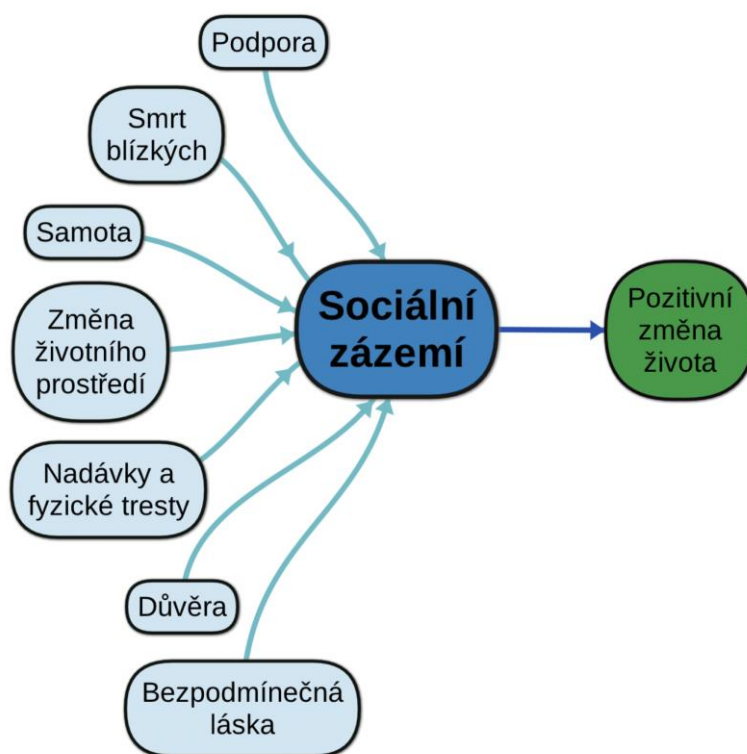 Podpora
Smrt
blízkých
Samota
Změna
životního
prostředí
Nadávky a
fyzické tresty
Důvěra
Bezpodmínečná
láska
Sociální
zázemí
Pozitivní
změna
života